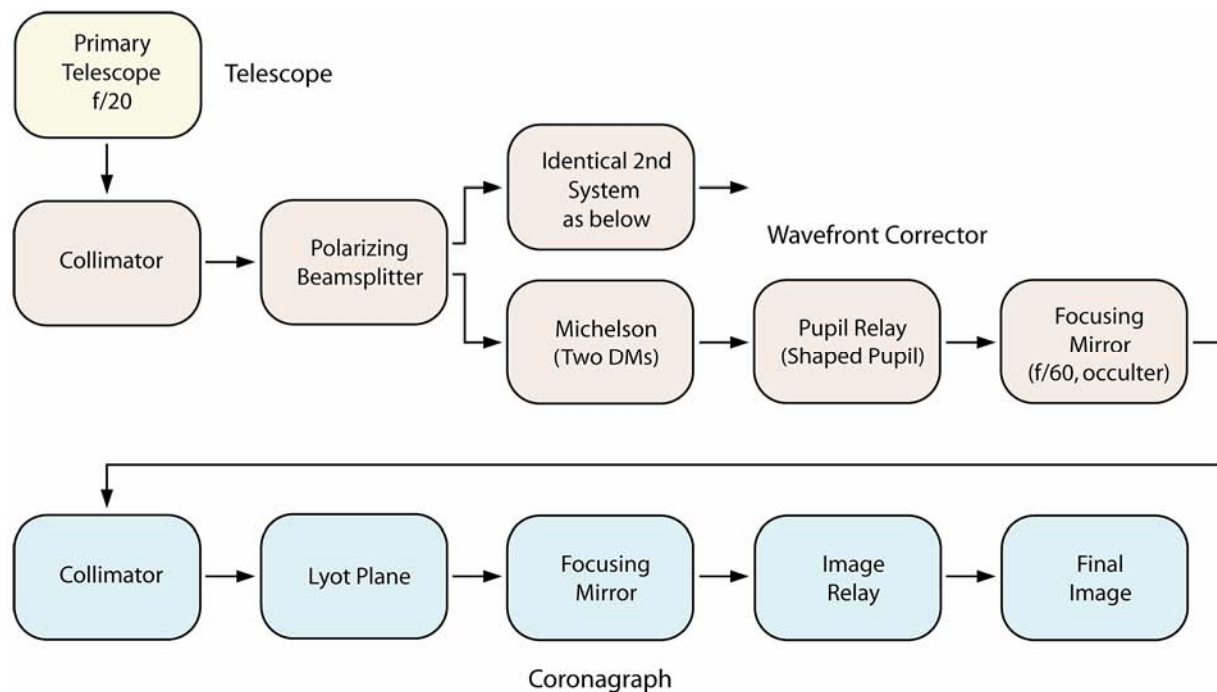 Primary
Telescope
f/20
Telescope
Collimator
Polarizing
Beamsplitter
Identical 2nd
System
as below
Wavefront Corrector
Michelson
(Two DMs)
Pupil Relay
(Shaped Pupil)
Focusing
Mirror
(f/60, occulter)
Collimator
Lyot Plane
Focusing
Mirror
Image
Relay
Final
Image
Coronagraph